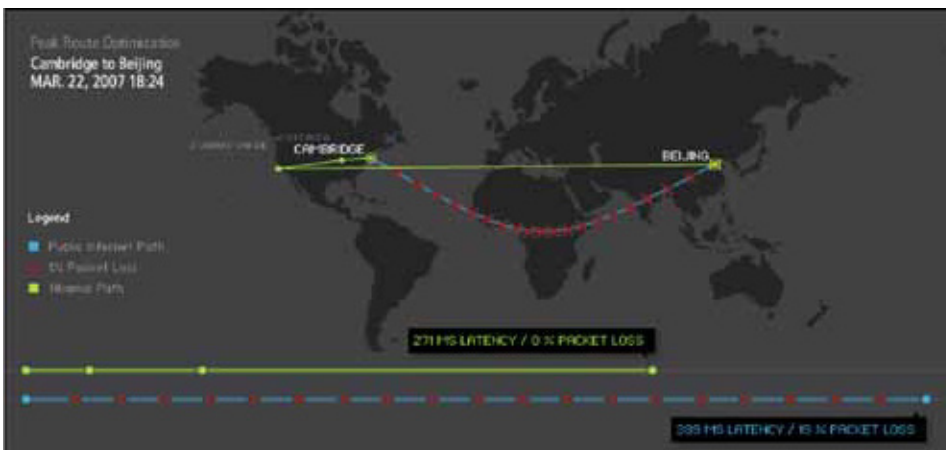 Peak Route Optimization
Cambridge to Beijing
MAR. 22, 2007 18:24
CAMBRIDGE
BEIJING
Legend
Public Internet Path
Packet Loss
Path
271 MS LATENCY / 0 % PACKET LOSS
MS LATENCY / % PACKET LOSS